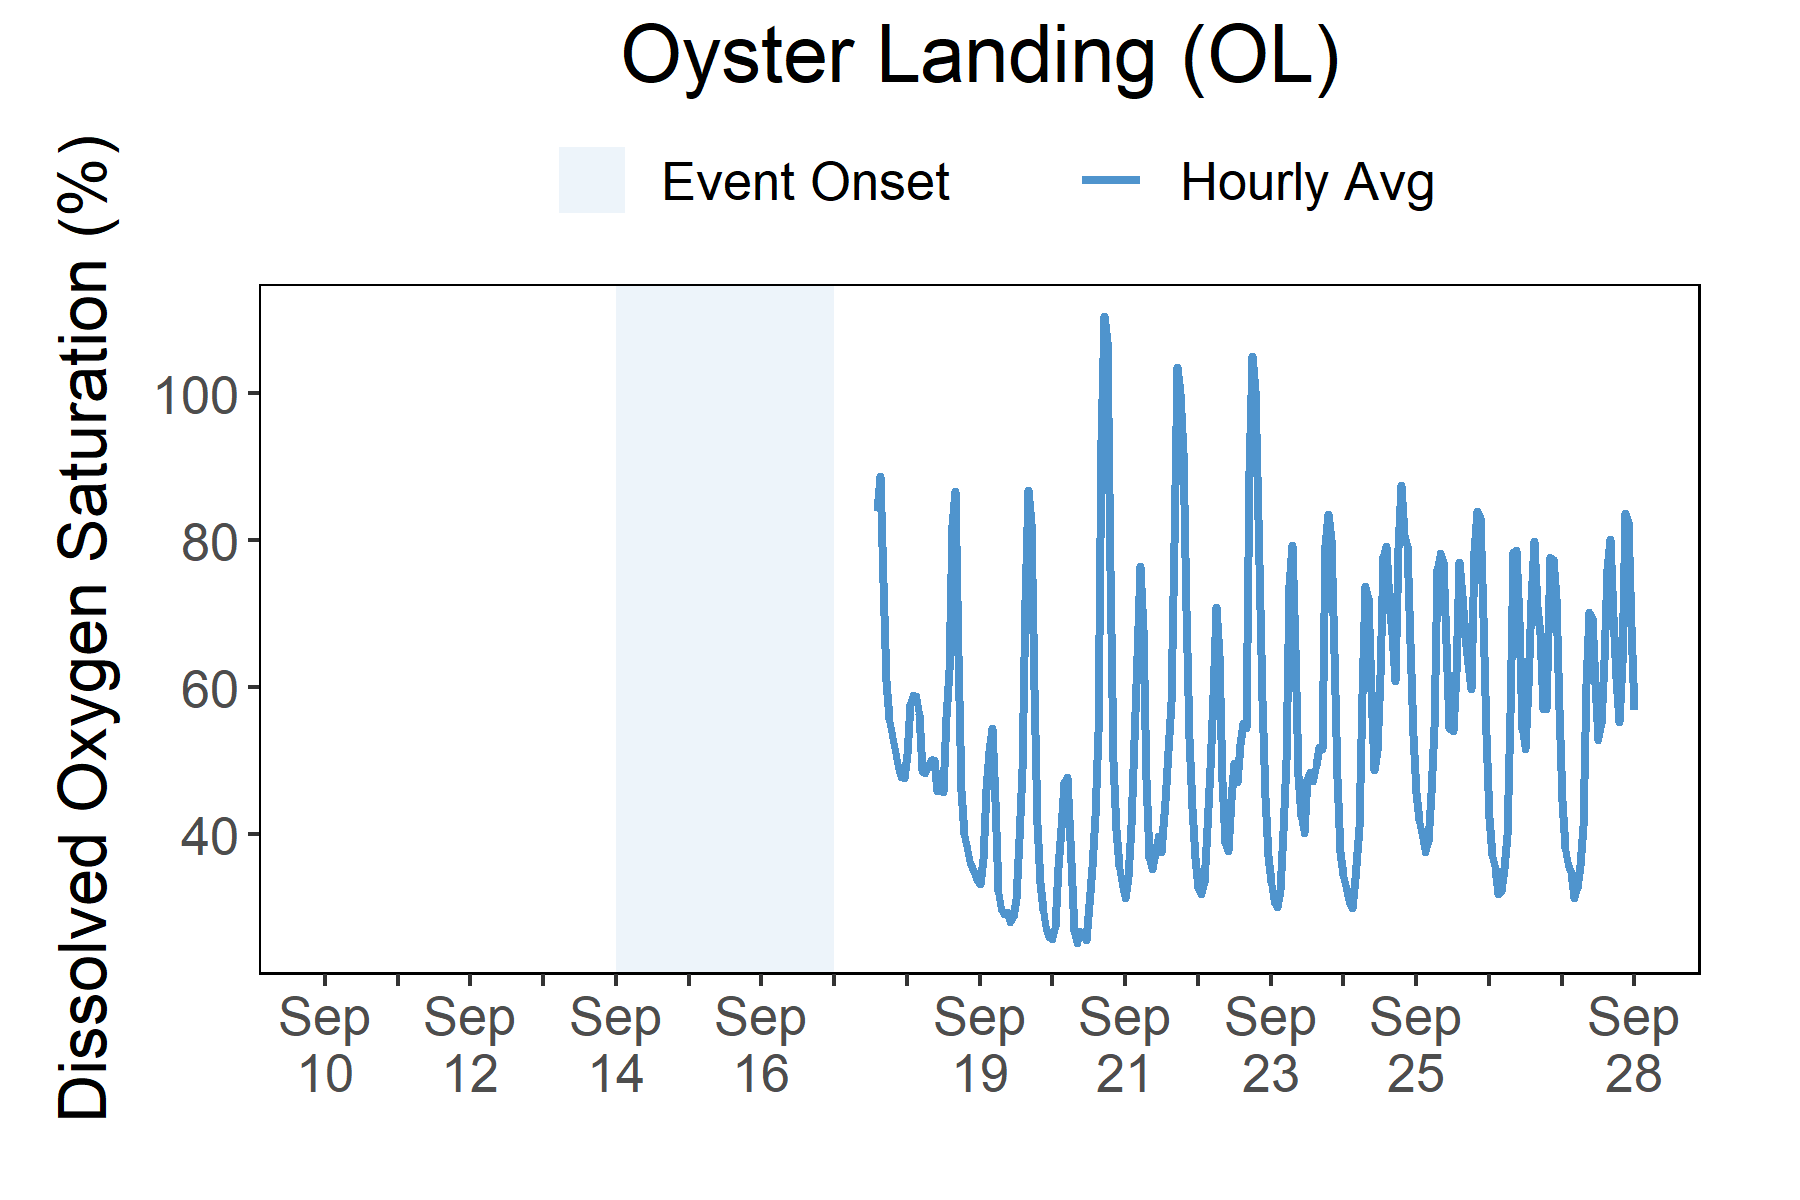 Oyster Landing (OL)
Event Onset
Hourly Avg
Dissolved Oxygen Saturation (%)
100
80
60
40
Sep 10
Sep 12
Sep 14
Sep 16
Sep 19
Sep 21
Sep 23
Sep 25
Sep 28